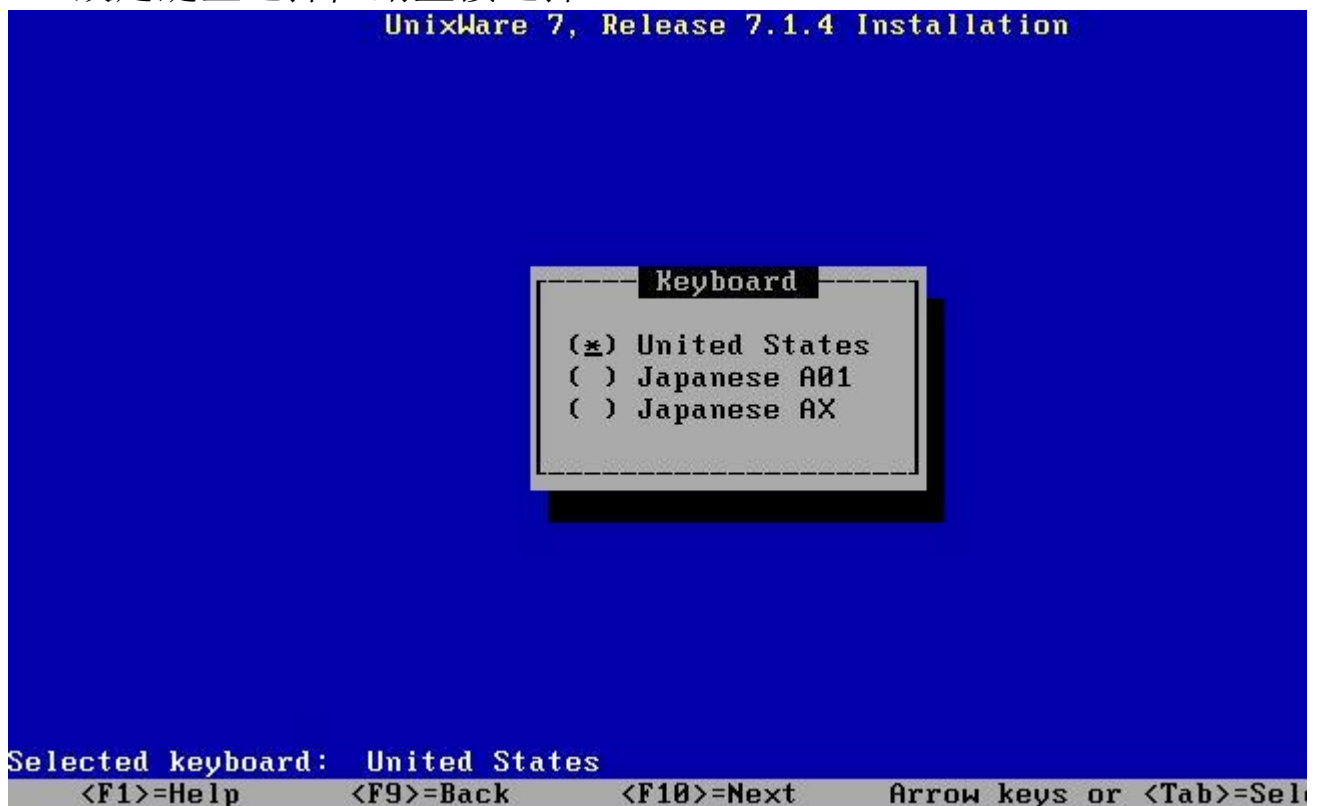 UnixWare 7, Release 7.1.4 Installation
Keyboard
(*) United States
( ) Japanese A01
( ) Japanese AX
Selected keyboard: United States
<F1>=Help <F9>=Back <F10>=Next Arrow keys or <Tab>=Sel